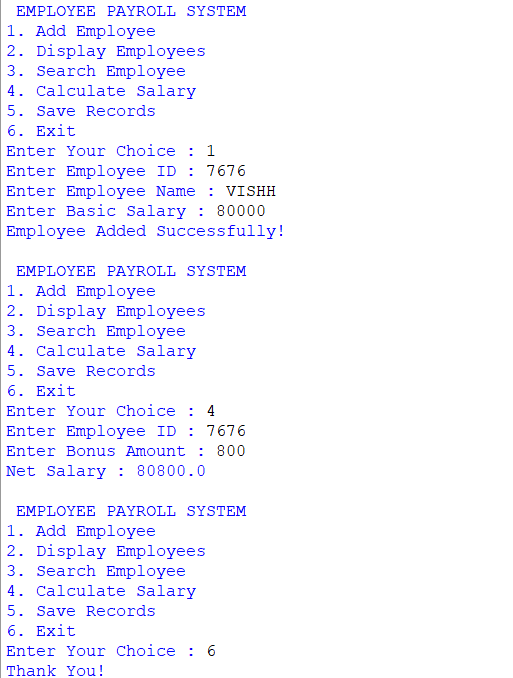 EMPLOYEE PAYROLL SYSTEM
1. Add Employee
2. Display Employees
3. Search Employee
4. Calculate Salary
5. Save Records
6. Exit
Enter Your Choice : 1
Enter Employee ID : 7676
Enter Employee Name : VISHH
Enter Basic Salary : 80000
Employee Added Successfully!

EMPLOYEE PAYROLL SYSTEM
1. Add Employee
2. Display Employees
3. Search Employee
4. Calculate Salary
5. Save Records
6. Exit
Enter Your Choice : 4
Enter Employee ID : 7676
Enter Bonus Amount : 800
Net Salary : 80800.0

EMPLOYEE PAYROLL SYSTEM
1. Add Employee
2. Display Employees
3. Search Employee
4. Calculate Salary
5. Save Records
6. Exit
Enter Your Choice : 6
Thank You!